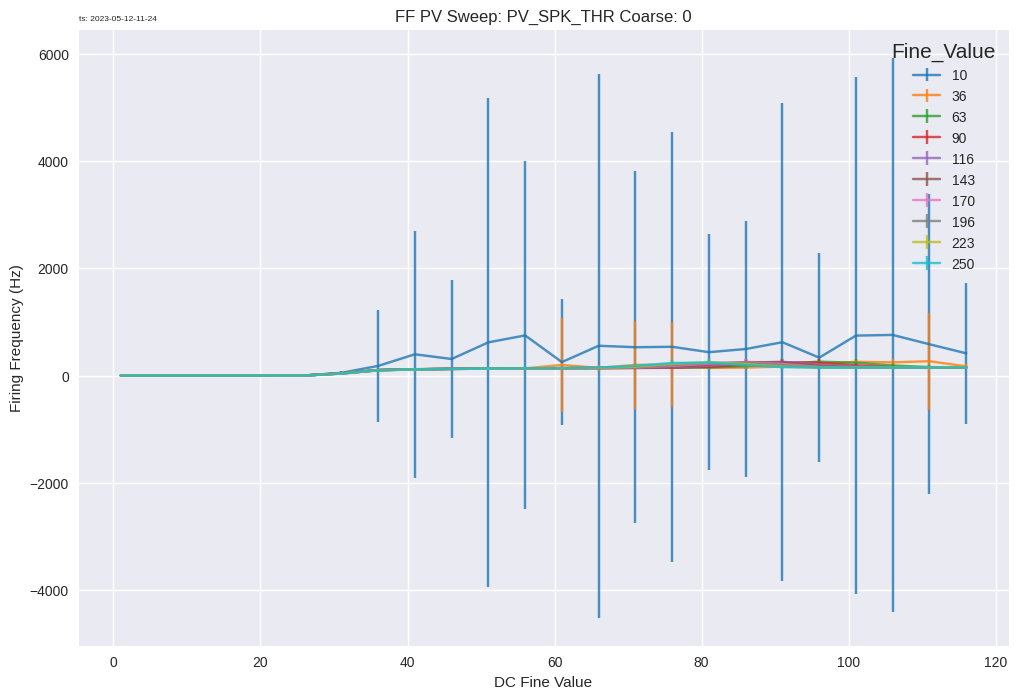 ts: 2023-05-12-11-24
FF PV Sweep: PV_SPK_THR Coarse: 0
Fine_Value
10
36
63
90
116
143
170
196
223
250
6000
4000
2000
0
−2000
−4000
Firing Frequency (Hz)
0 20 40 60 80 100 120
DC Fine Value